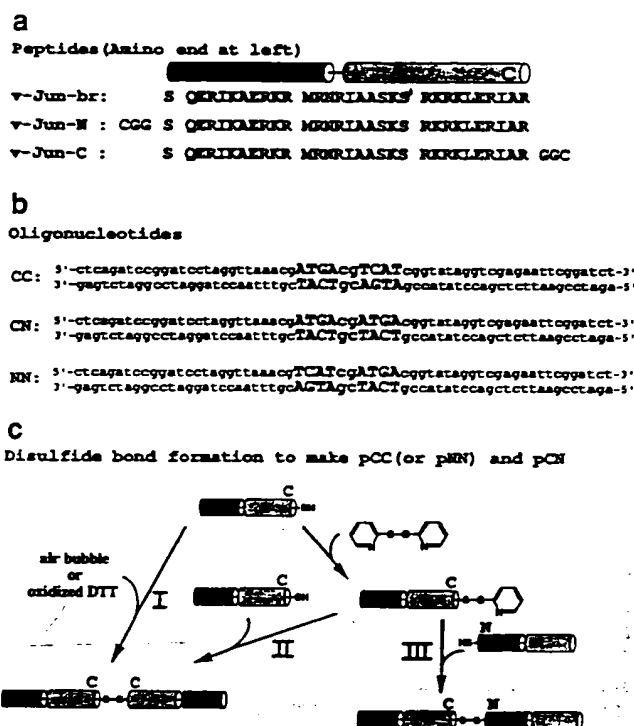 a
Peptides(Amino end at left)
C
v-Jun-br: S QERIKAERKR MRNRIAASKS RKRKLERIAR
v-Jun-N : CGG S QERIKAERKR MRNRIAASKS RKRKLERIAR
v-Jun-C : S QERIKAERKR MRNRIAASKS RKRKLERIAR GGC
b
Oligonucleotides
CC: 5'-ctcagatccggatcctaggttaaacgATGAcgTCATcggtataggtcgagaattcggatct-3'
3'-gagtctaggcctaggatccaatttgcTACTgcAGTAgccatatccagctcttaagcctaga-5'
CN: 5'-ctcagatccggatcctaggttaaacgATGAcgATGAcggtataggtcgagaattcggatct-3'
3'-gagtctaggcctaggatccaatttgcTACTgcTACTgccatatccagctcttaagcctaga-5'
NN: 5'-ctcagatccggatcctaggttaaacgTCATcgATGAcggtataggtcgagaattcggatct-3'
3'-gagtctaggcctaggatccaatttgcAGTAgcTACTgccatatccagctcttaagcctaga-5'
c
Disulfide bond formation to make pCC(or pNN) and pCN
C
SH
air bubble
or
oxidized DTT
I
C
SH
C
N
II
III
N
C C
C N